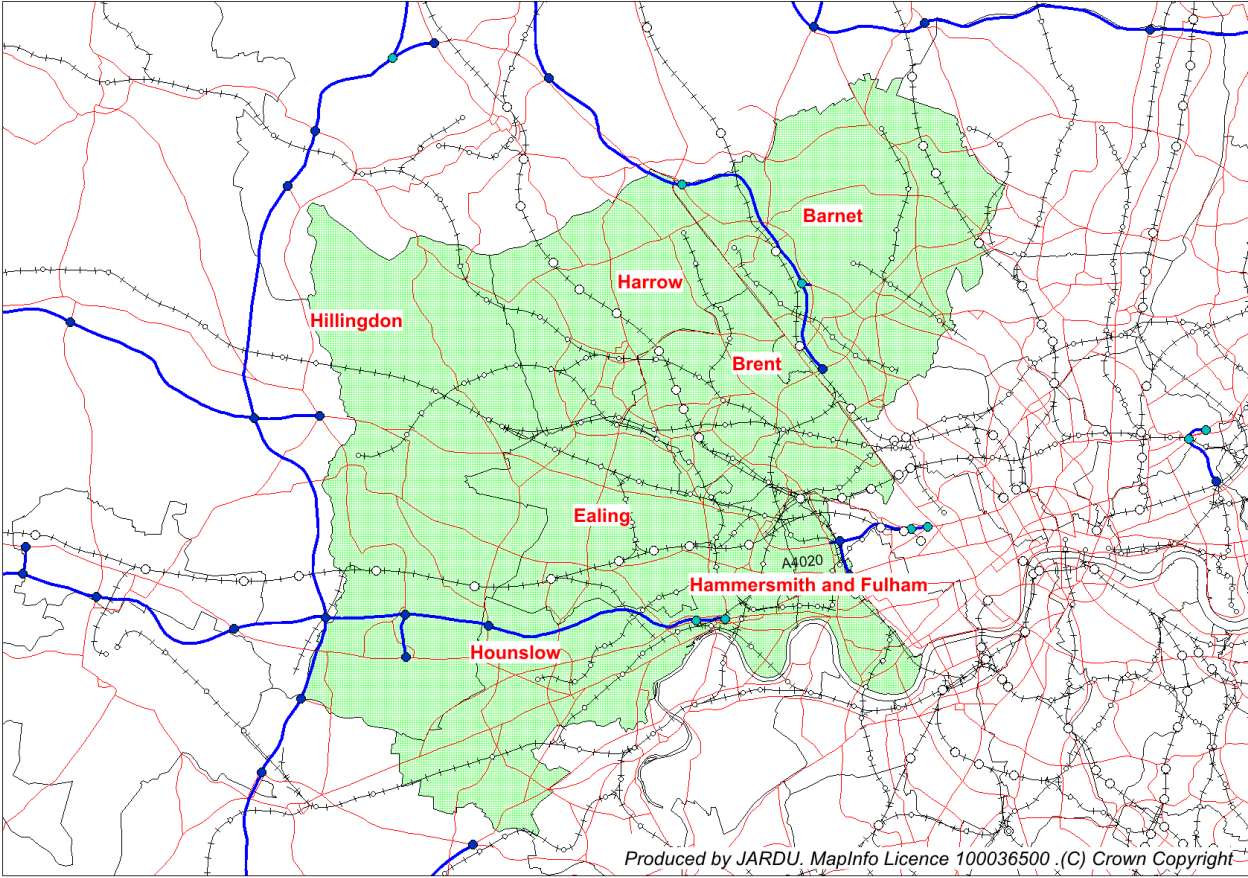 Barnet
Harrow
Hillingdon
Brent
Ealing
A4020
Hammersmith and Fulham
Hounslow
Produced by JARDU. MapInfo Licence 100036500 .(C) Crown Copyright